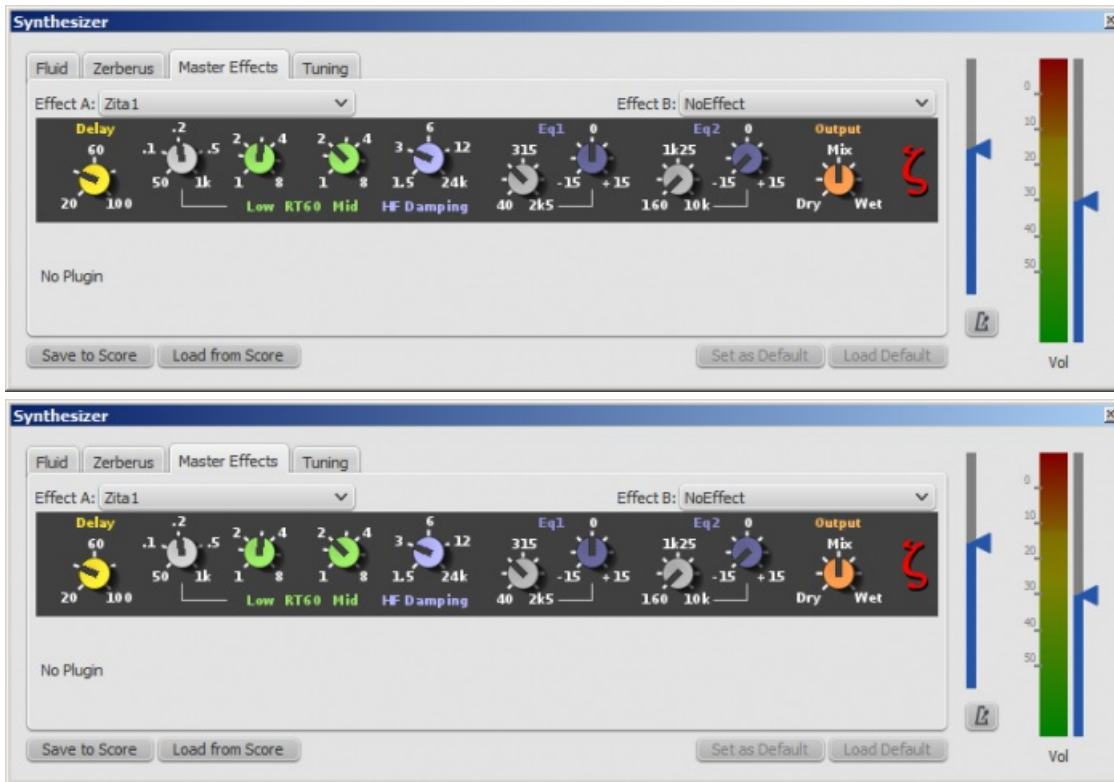 Synthesizer
Fluid Zerberus Master Effects Tuning
Effect A: Zita1 Effect B: NoEffect
Delay .2 6 Eq1 0 Eq2 0 Output
60 .1 .5 2 4 2 4 3 12 315 1k25 Mix
50 1k 1 8 1 8 1.5 24k -15 +15 -15 +15
20 100 Low RT60 Mid HF Damping 40 2k5 160 10k Dry Wet
ζ
No Plugin
Save to Score Load from Score Set as Default Load Default
0
10
20
30
40
50
Vol
Synthesizer
Fluid Zerberus Master Effects Tuning
Effect A: Zita1 Effect B: NoEffect
Delay .2 6 Eq1 0 Eq2 0 Output
60 .1 .5 2 4 2 4 3 12 315 1k25 Mix
50 1k 1 8 1 8 1.5 24k -15 +15 -15 +15
20 100 Low RT60 Mid HF Damping 40 2k5 160 10k Dry Wet
ζ
No Plugin
Save to Score Load from Score Set as Default Load Default
0
10
20
30
40
50
Vol